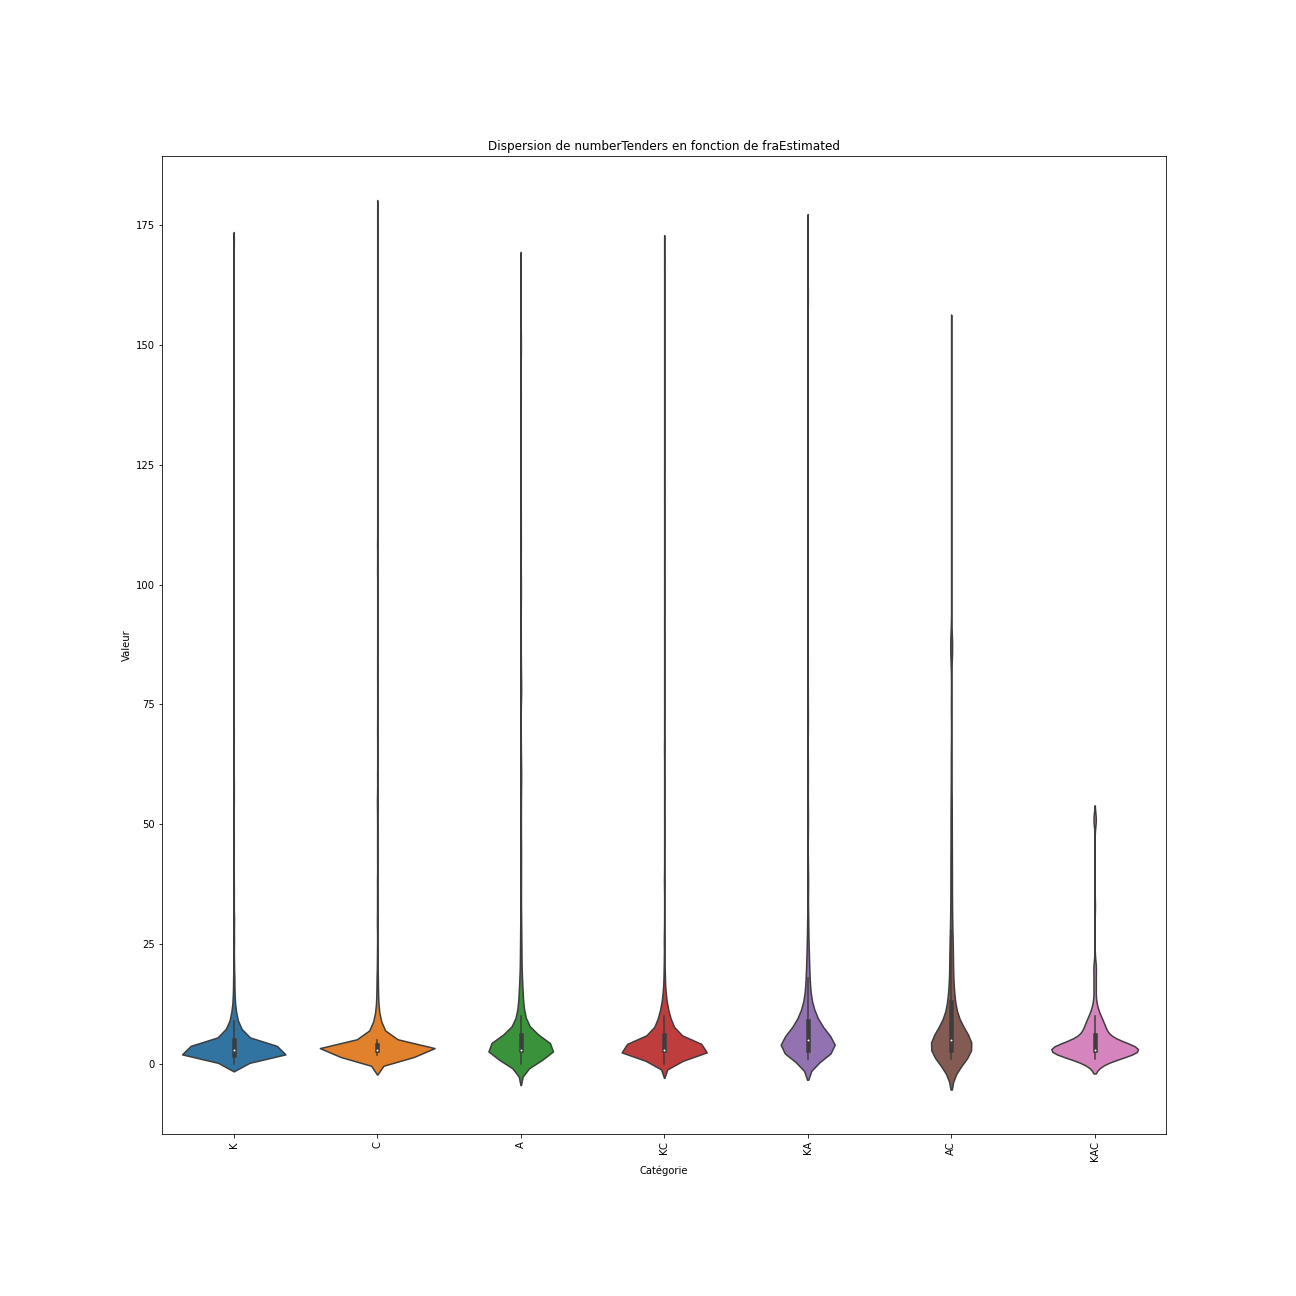 Dispersion de numberTenders en fonction de fraEstimated
175
150
125
100
75
50
25
0
Valeur
K
C
A
KC
KA
AC
KAC
Catégorie